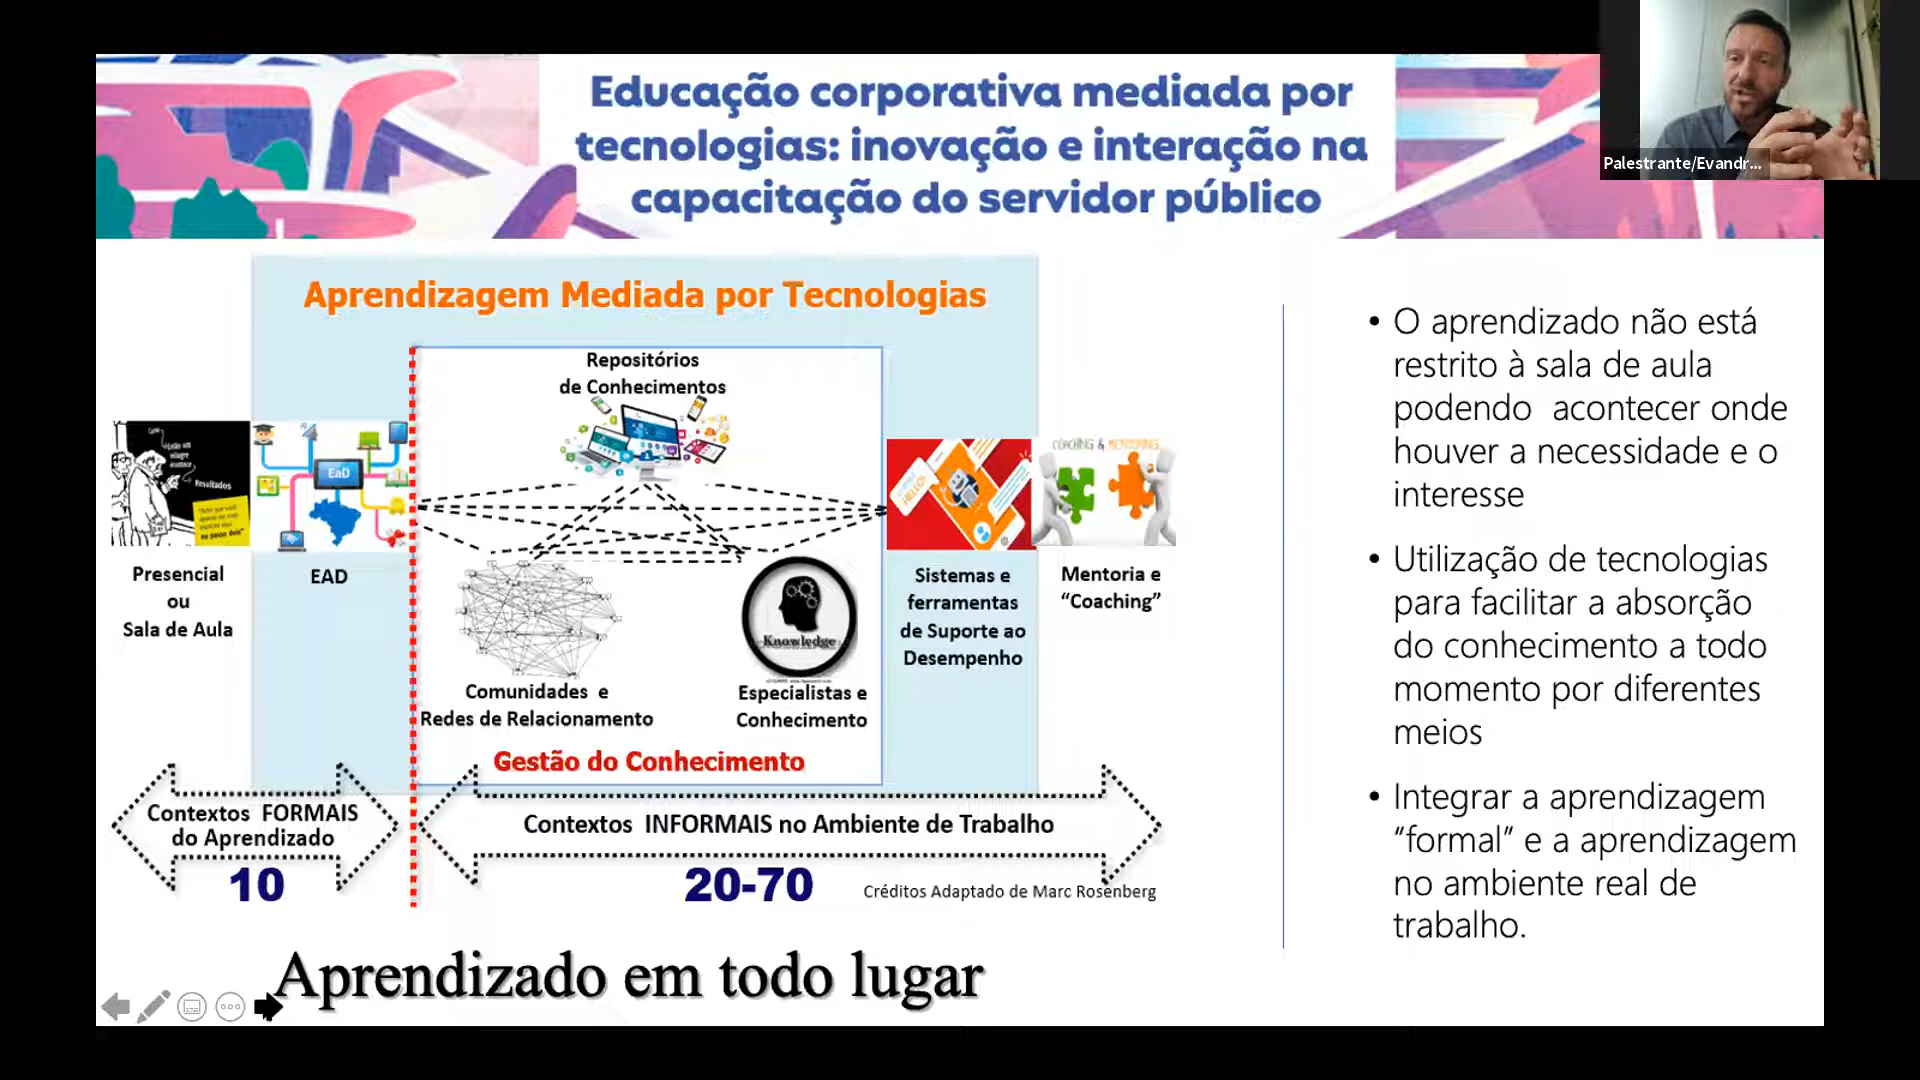 Educação corporativa mediada por
tecnologias: inovação e interação na
capacitação do servidor público
Palestrante/Evandr...
Aprendizagem Mediada por Tecnologias
Repositórios
de Conhecimentos
Resultados
EaD
HELLO!
COACHING & MENTORING
Knowledge
Presencial
ou
Sala de Aula
EAD
Sistemas e
ferramentas
de Suporte ao
Desempenho
Mentoria e
“Coaching”
Comunidades e
Redes de Relacionamento
Especialistas e
Conhecimento
Gestão do Conhecimento
Contextos FORMAIS
do Aprendizado
Contextos INFORMAIS no Ambiente de Trabalho
10
20-70
Créditos Adaptado de Marc Rosenberg
Aprendizado em todo lugar
• O aprendizado não está
restrito à sala de aula
podendo acontecer onde
houver a necessidade e o
interesse
• Utilização de tecnologias
para facilitar a absorção
do conhecimento a todo
momento por diferentes
meios
• Integrar a aprendizagem
“formal” e a aprendizagem
no ambiente real de
trabalho.